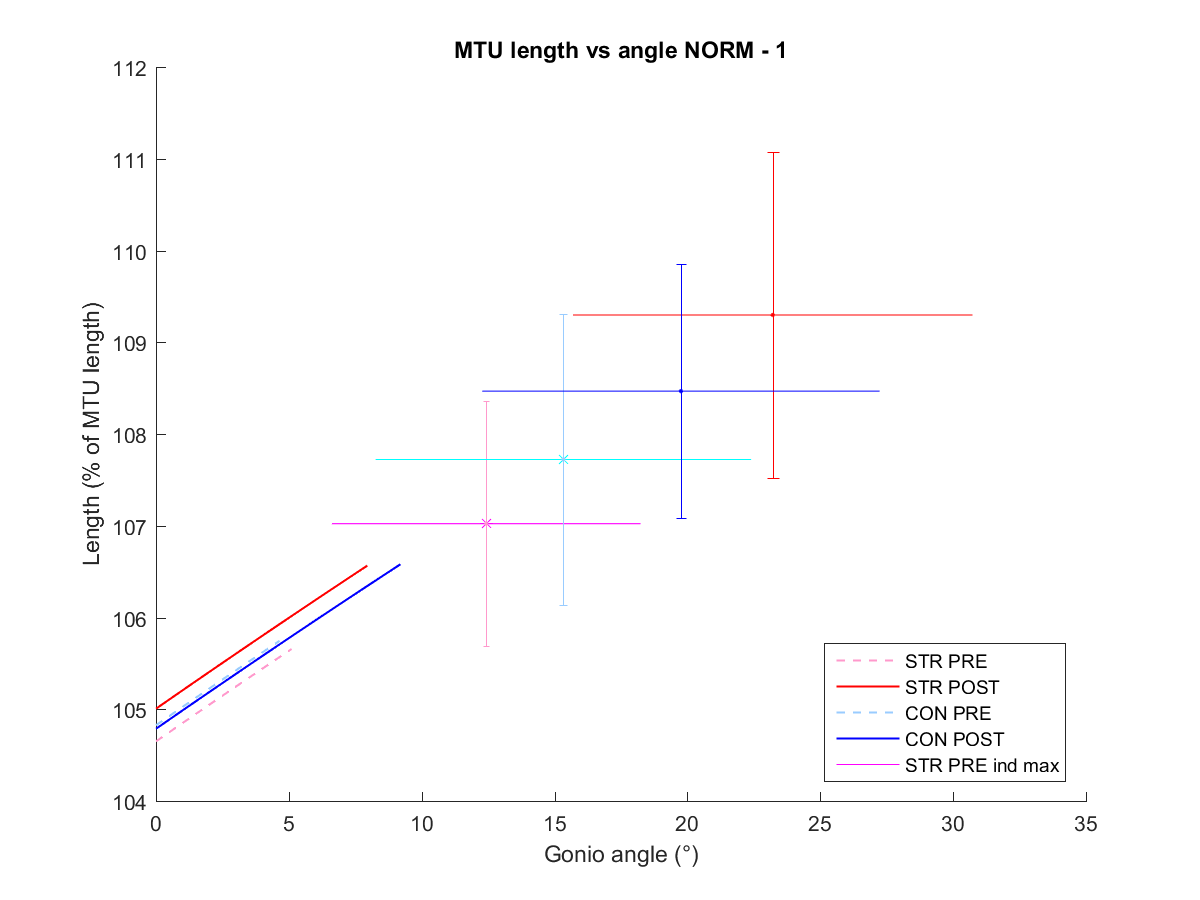 MTU length vs angle NORM - 1
112
111
110
109
108
107
106
105
104
Length (% of MTU length)
0 5 10 15 20 25 30 35
Gonio angle (°)
STR PRE
STR POST
CON PRE
CON POST
STR PRE ind max